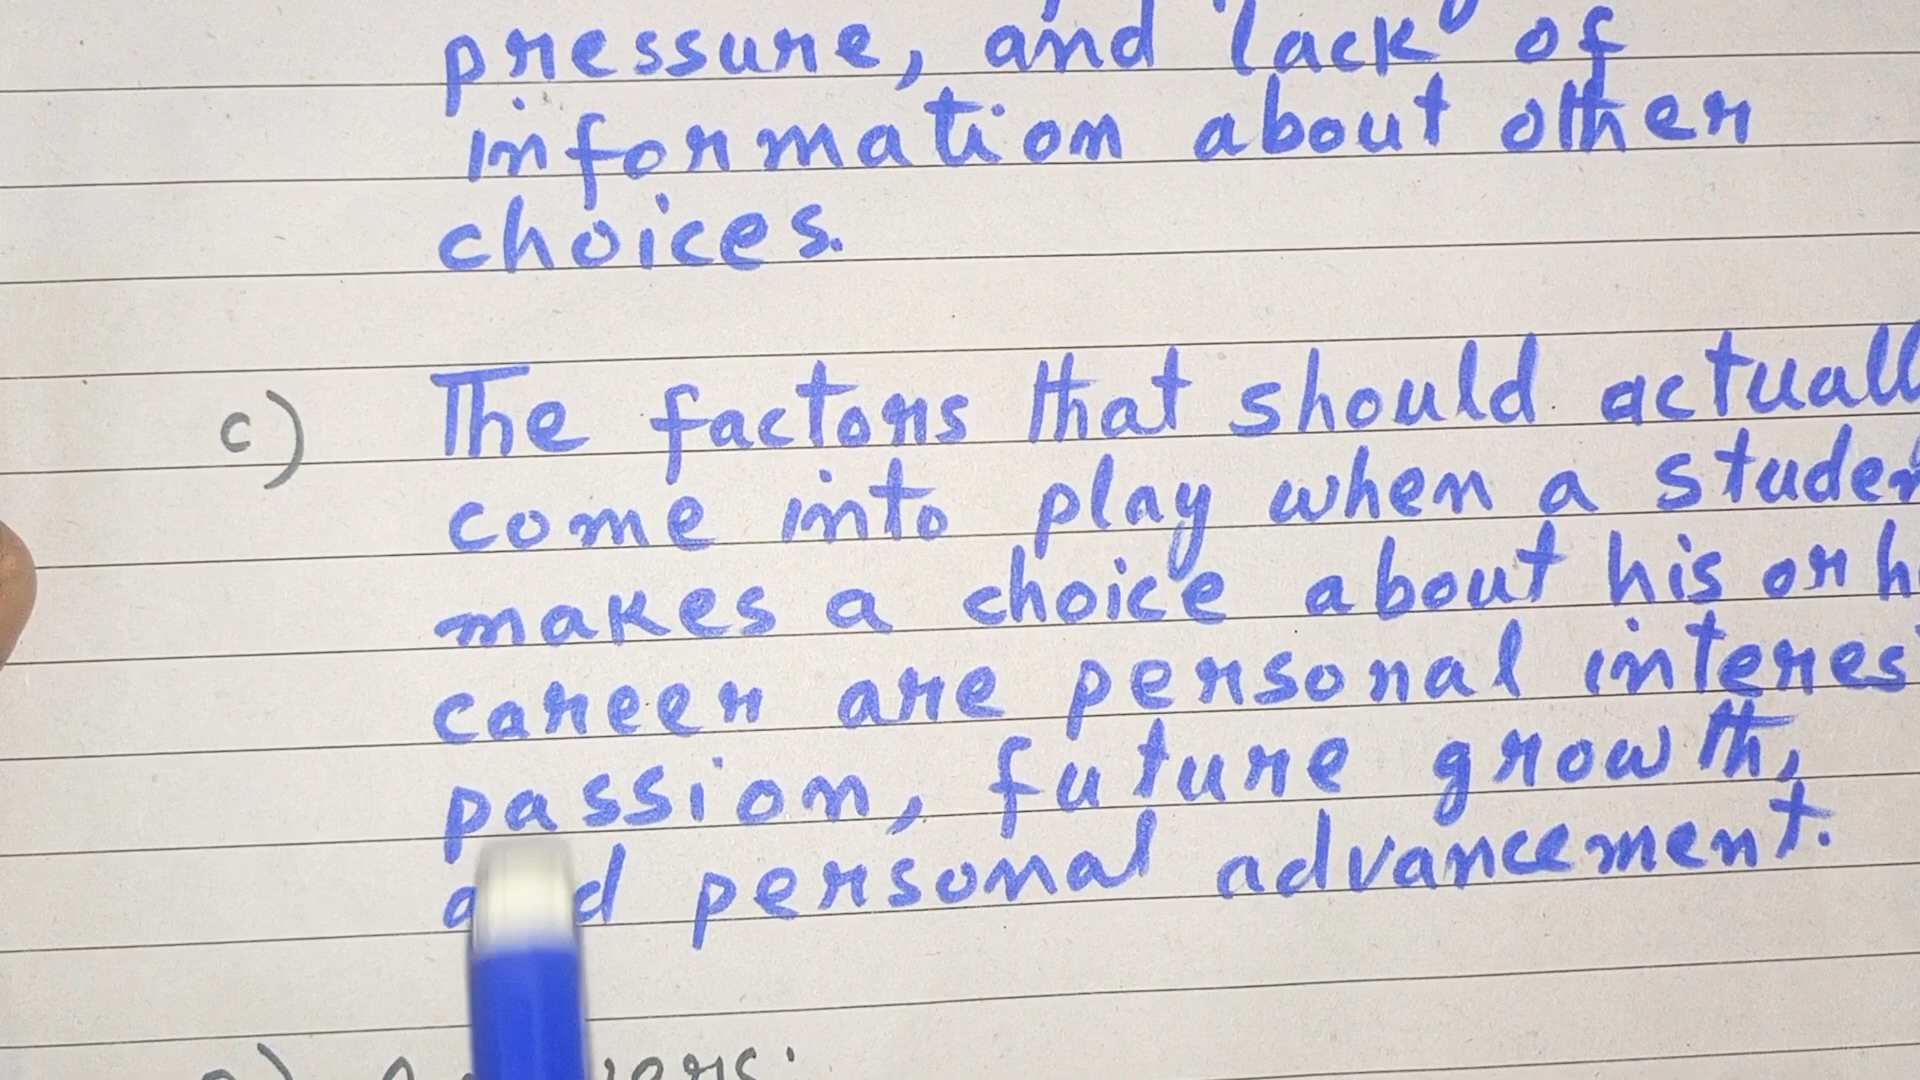 pressure, and lack of
information about other
choices.
c) The factors that should actuall
come into play when a studen
makes a choice about his or h
career are personal interes
passion, future growth,
and personal advancement.